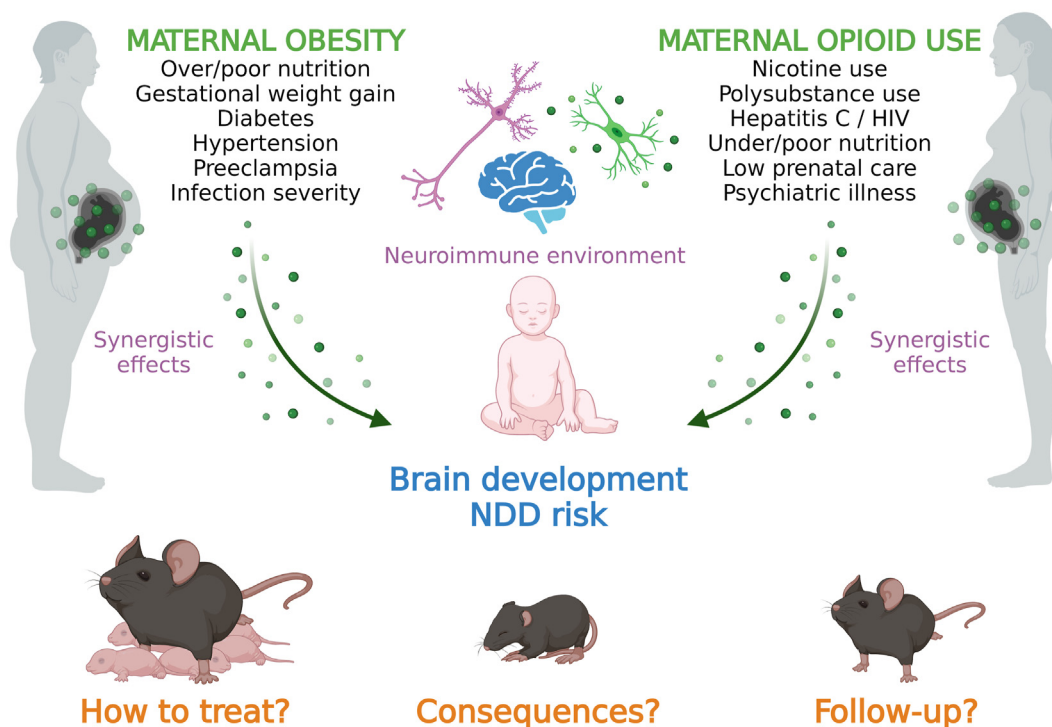 MATERNAL OBESITY
Over/poor nutrition
Gestational weight gain
Diabetes
Hypertension
Preeclampsia
Infection severity
MATERNAL OPIOID USE
Nicotine use
Polysubstance use
Hepatitis C / HIV
Under/poor nutrition
Low prenatal care
Psychiatric illness
Neuroimmune environment
Synergistic
effects
Synergistic
effects
Brain development
NDD risk
How to treat?
Consequences?
Follow-up?